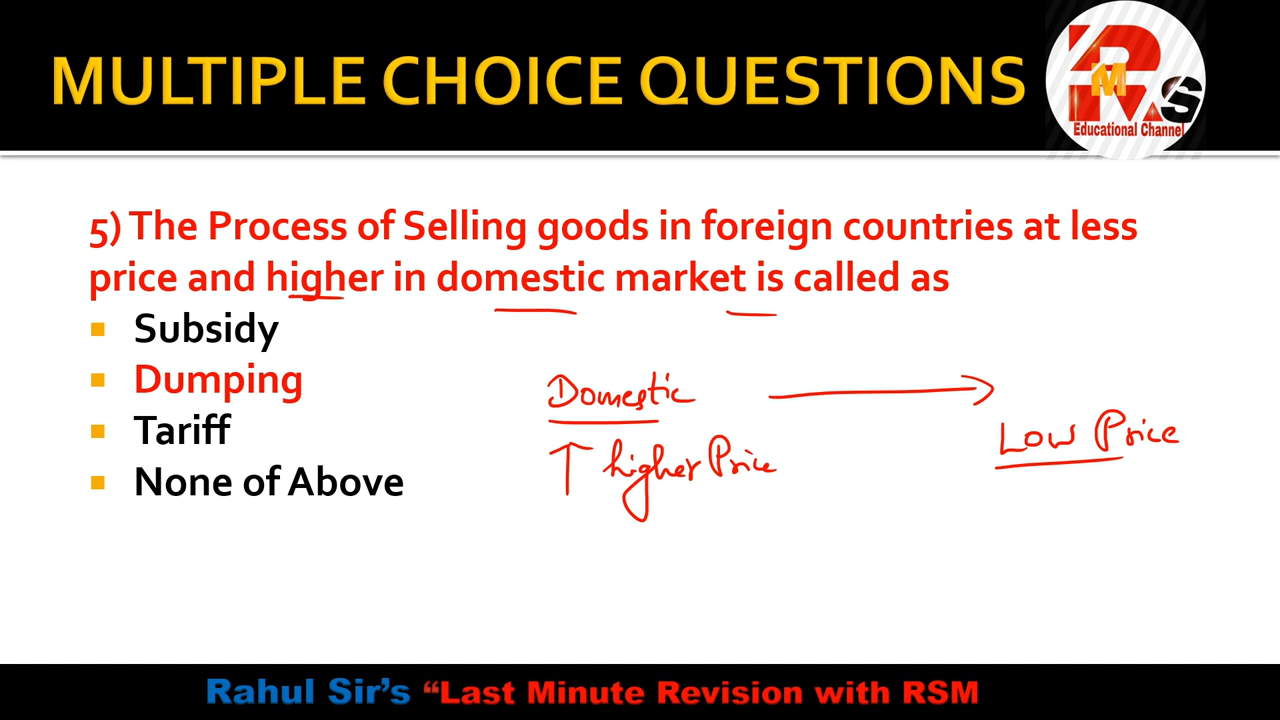 MULTIPLE CHOICE QUESTIONS
RMS
Educational Channel
5) The Process of Selling goods in foreign countries at less
price and higher in domestic market is called as
Subsidy
Dumping
Tariff
None of Above
Domestic
↑ higher Price
Low Price
Rahul Sir's “Last Minute Revision with RSM